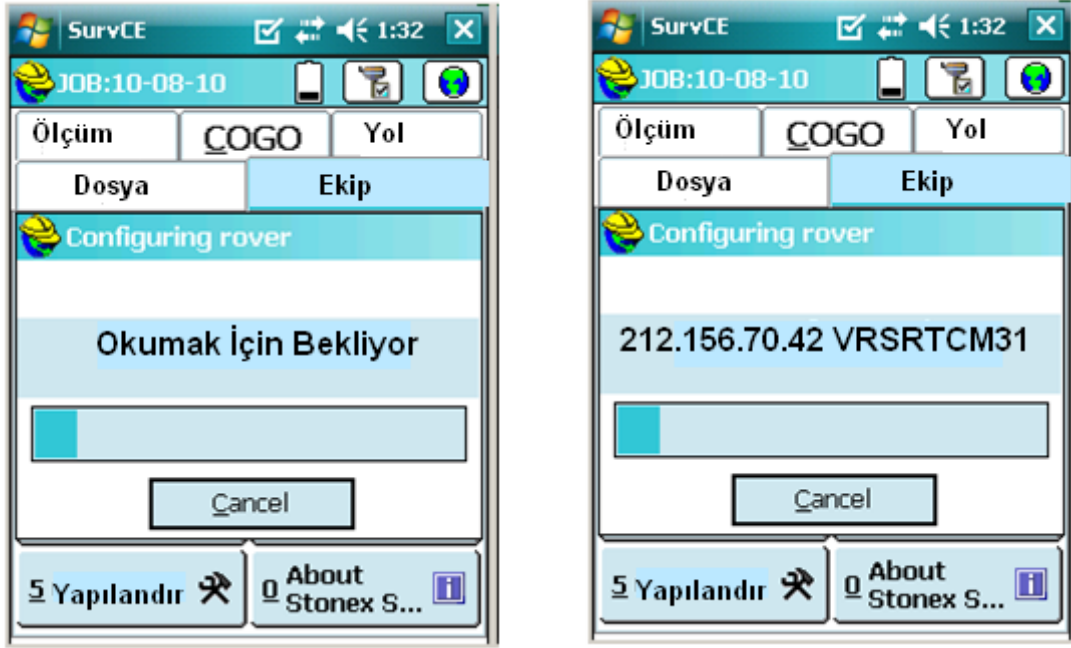 SurvCE 1:32
JOB:10-08-10
Ölçüm COGO Yol
Dosya Ekip
Configuring rover
Okumak İçin Bekliyor
Cancel
5 Yapılandır 0 About
Stonex S...
SurvCE 1:32
JOB:10-08-10
Ölçüm COGO Yol
Dosya Ekip
Configuring rover
212.156.70.42 VRSRTCM31
Cancel
5 Yapılandır 0 About
Stonex S...